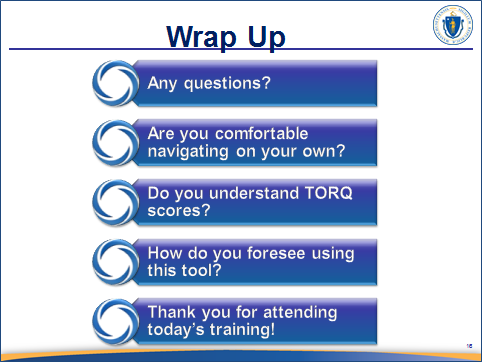 Wrap Up
Any questions?
Are you comfortable
navigating on your own?
Do you understand TORQ
scores?
How do you foresee using
this tool?
Thank you for attending
today's training!